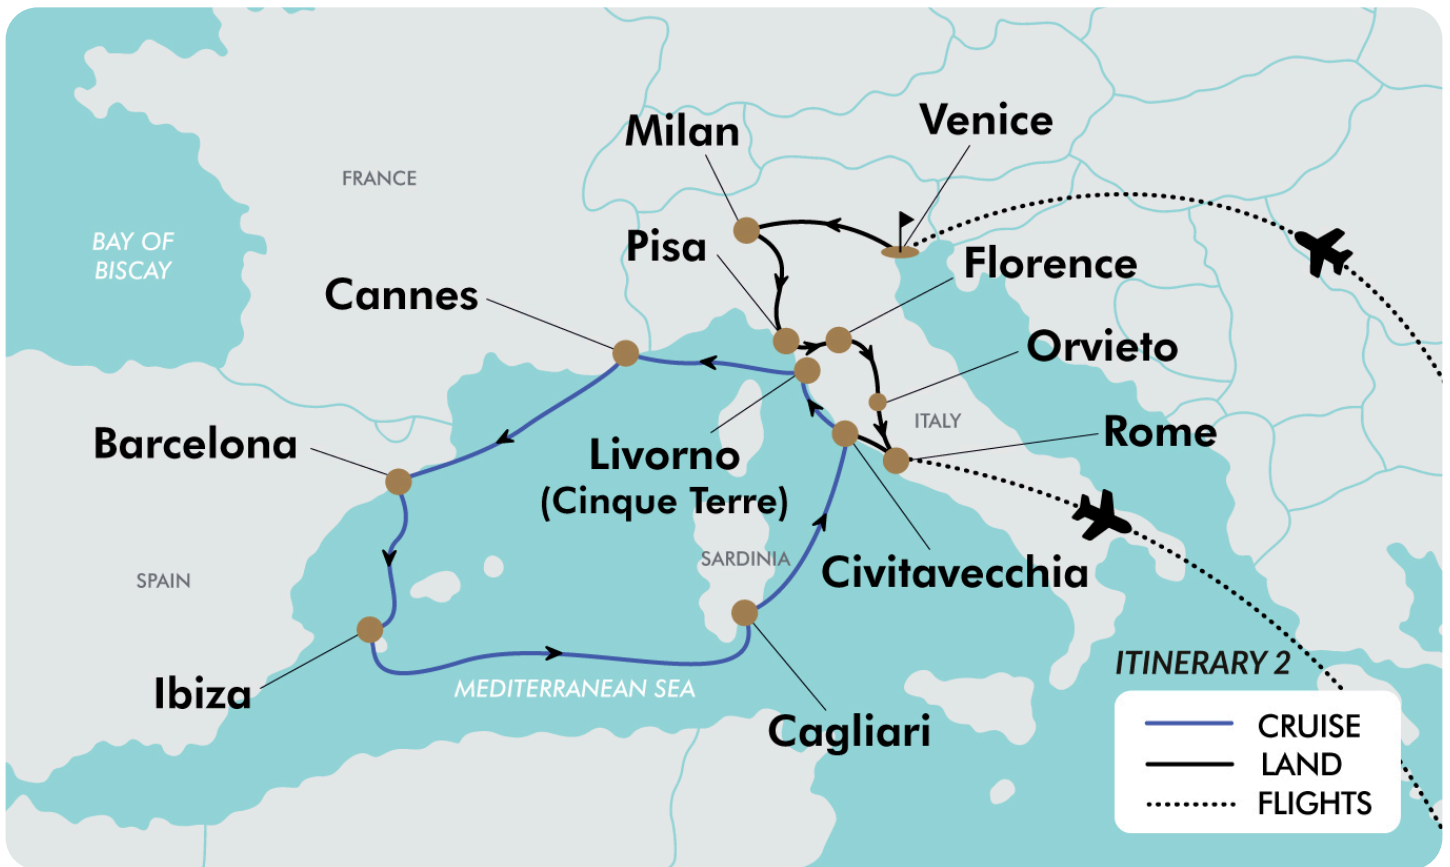 Venice
Milan
FRANCE
Pisa
BAY OF
BISCAY
Florence
Cannes
Orvieto
ITALY
Rome
Barcelona
Livorno
(Cinque Terre)
SARDINIA
Civitavecchia
SPAIN
ITINERARY 2
MEDITERRANEAN SEA
Ibiza
Cagliari
CRUISE
LAND
FLIGHTS